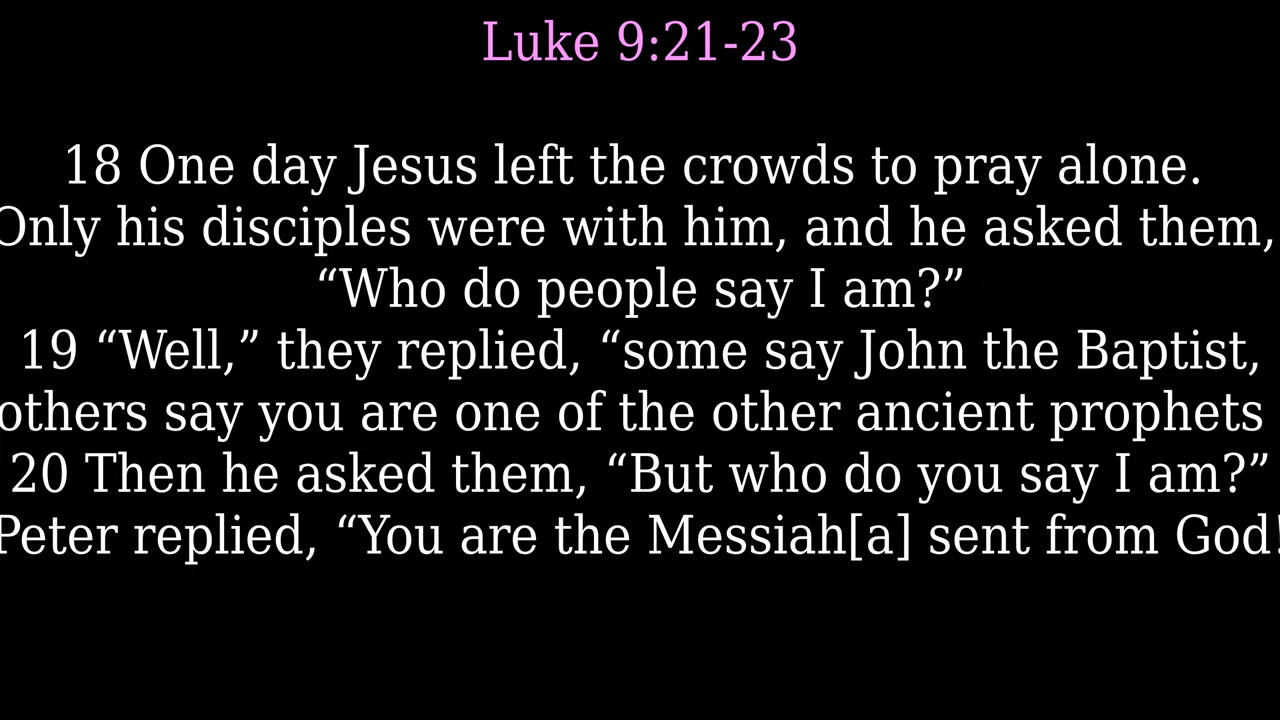 Luke 9:21-23
18 One day Jesus left the crowds to pray alone.
Only his disciples were with him, and he asked them,
“Who do people say I am?”
19 “Well,” they replied, “some say John the Baptist,
others say you are one of the other ancient prophets
20 Then he asked them, “But who do you say I am?”
Peter replied, “You are the Messiah[a] sent from God!